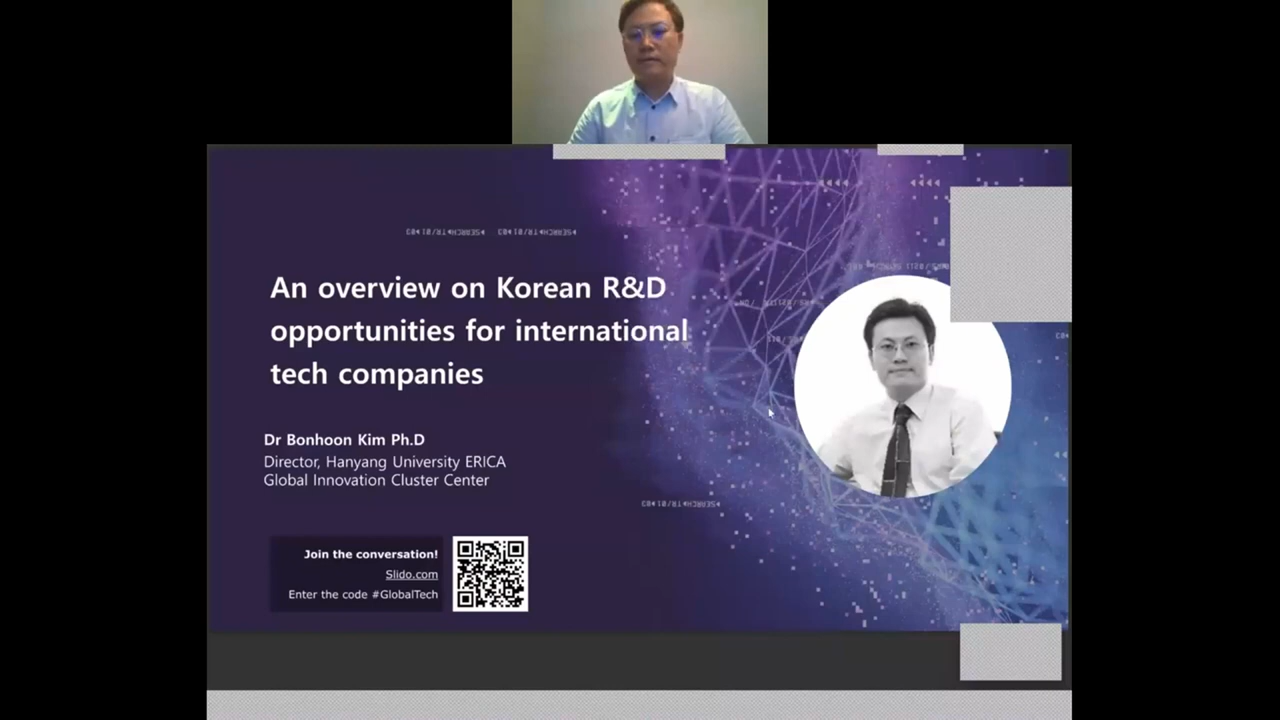 An overview on Korean R&D
opportunities for international
tech companies
Dr Bonhoon Kim Ph.D
Director, Hanyang University ERICA
Global Innovation Cluster Center
Join the conversation!
Slido.com
Enter the code #GlobalTech